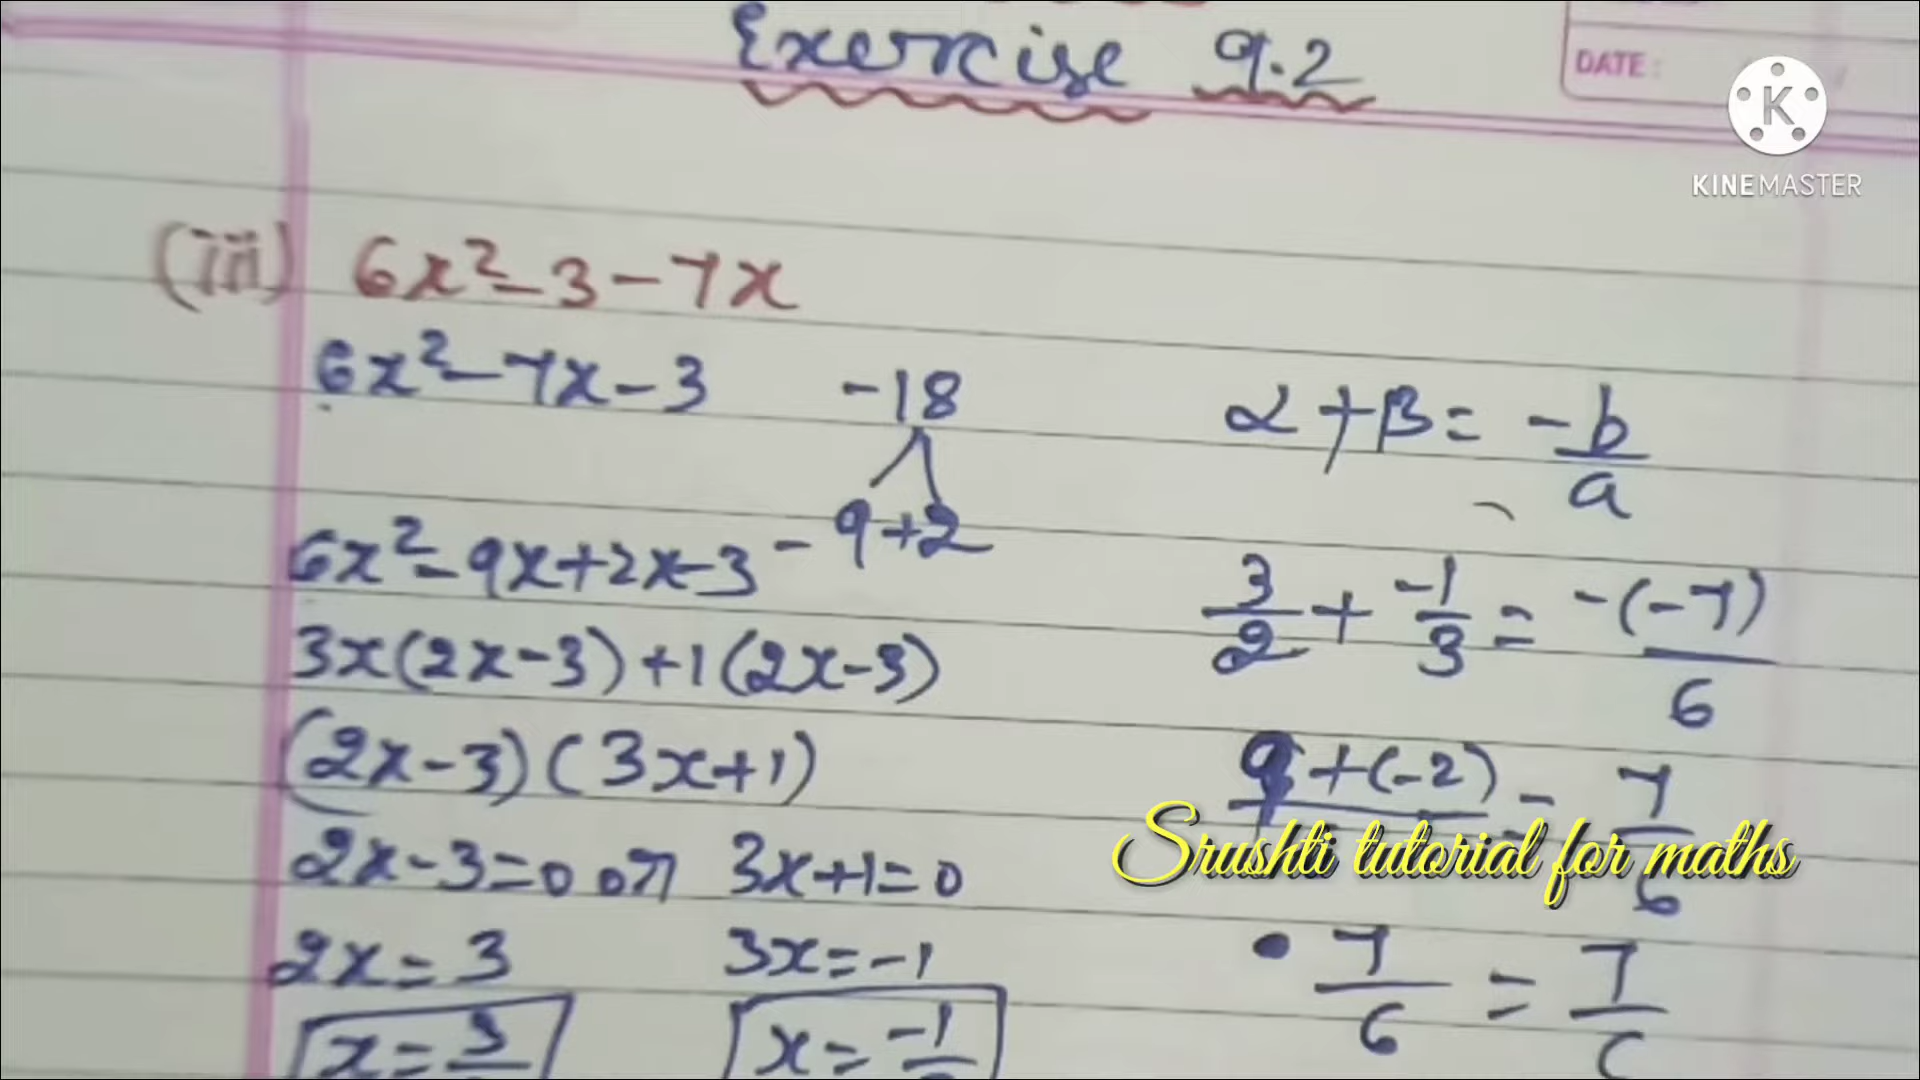 Exercise 9.2
DATE:
K
KINEMASTER
(iii) 6x² - 3 - 7x
6x² - 7x - 3
-18
- 9 + 2
6x² - 9x + 2x - 3
3x(2x - 3) + 1(2x - 3)
(2x - 3)(3x + 1)
2x - 3 = 0 or 3x + 1 = 0
2x = 3 3x = -1
x = 3/ x = -1/
α + β = -b/a
3/2 + -1/3 = -(-7)/6
9 + (-2)/ = 7/6
Srushti tutorial for maths
7/6 = 7/